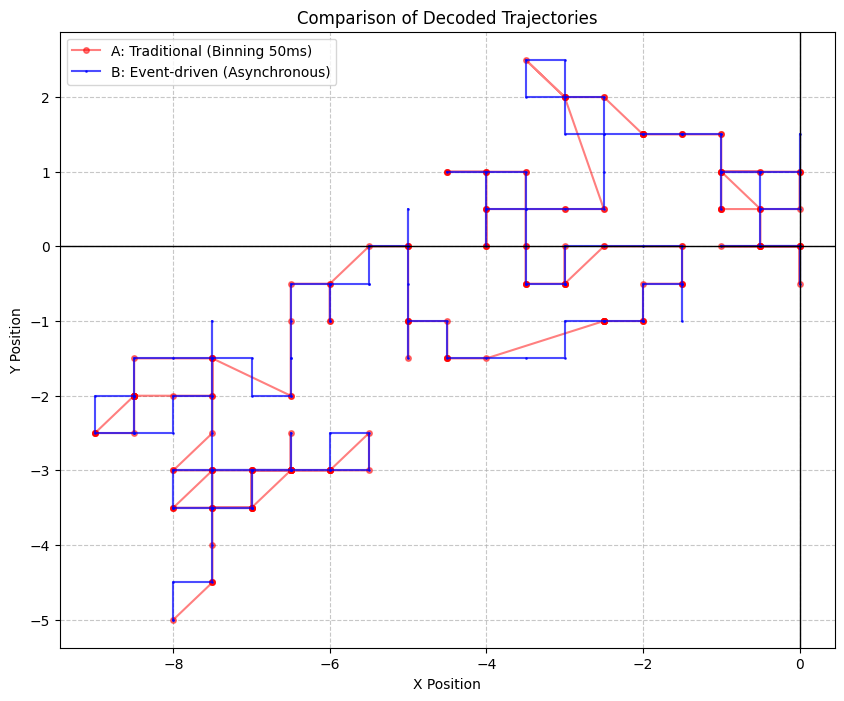 Comparison of Decoded Trajectories
A: Traditional (Binning 50ms)
B: Event-driven (Asynchronous)
2
1
0
−1
−2
−3
−4
−5
Y Position
−8 −6 −4 −2 0
X Position